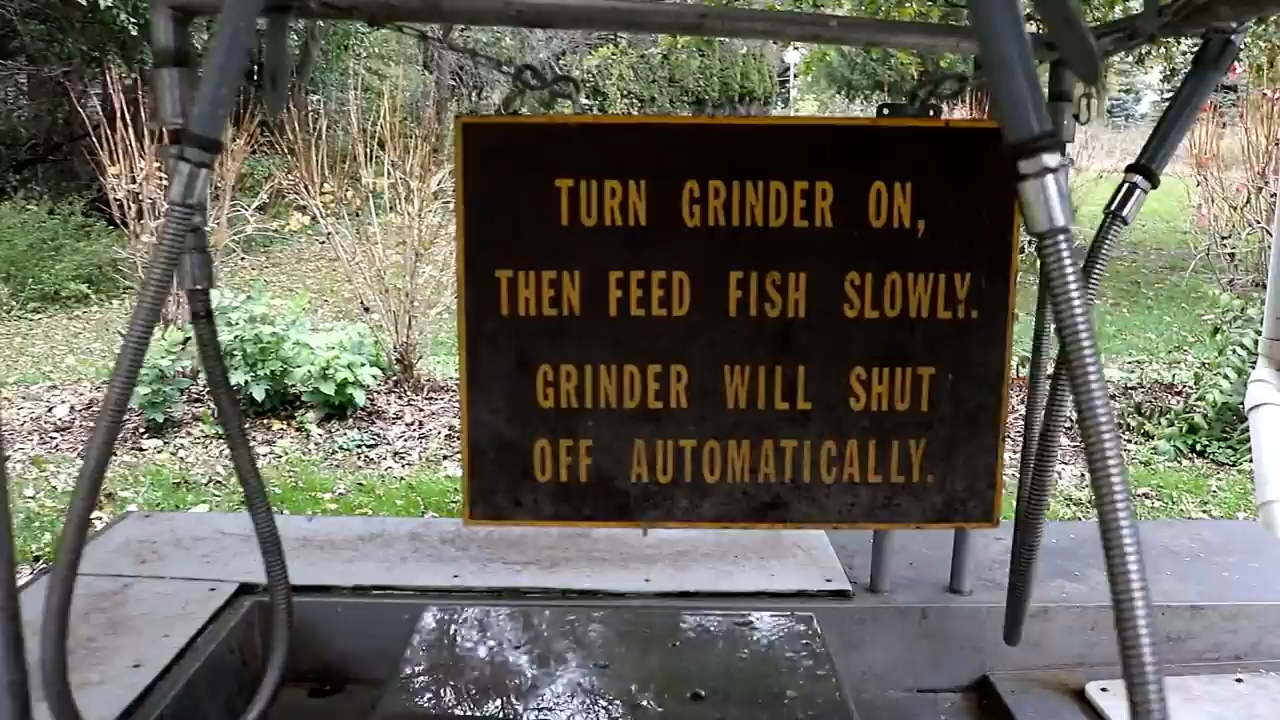 TURN GRINDER ON,
THEN FEED FISH SLOWLY.
GRINDER WILL SHUT
OFF AUTOMATICALLY.